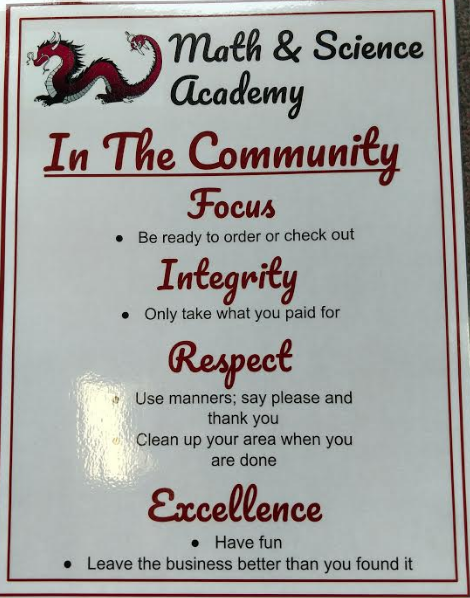 Math & Science
Academy
In The Community
Focus
● Be ready to order or check out
Integrity
● Only take what you paid for
Respect
● Use manners; say please and
thank you
● Clean up your area when you
are done
Excellence
● Have fun
● Leave the business better than you found it